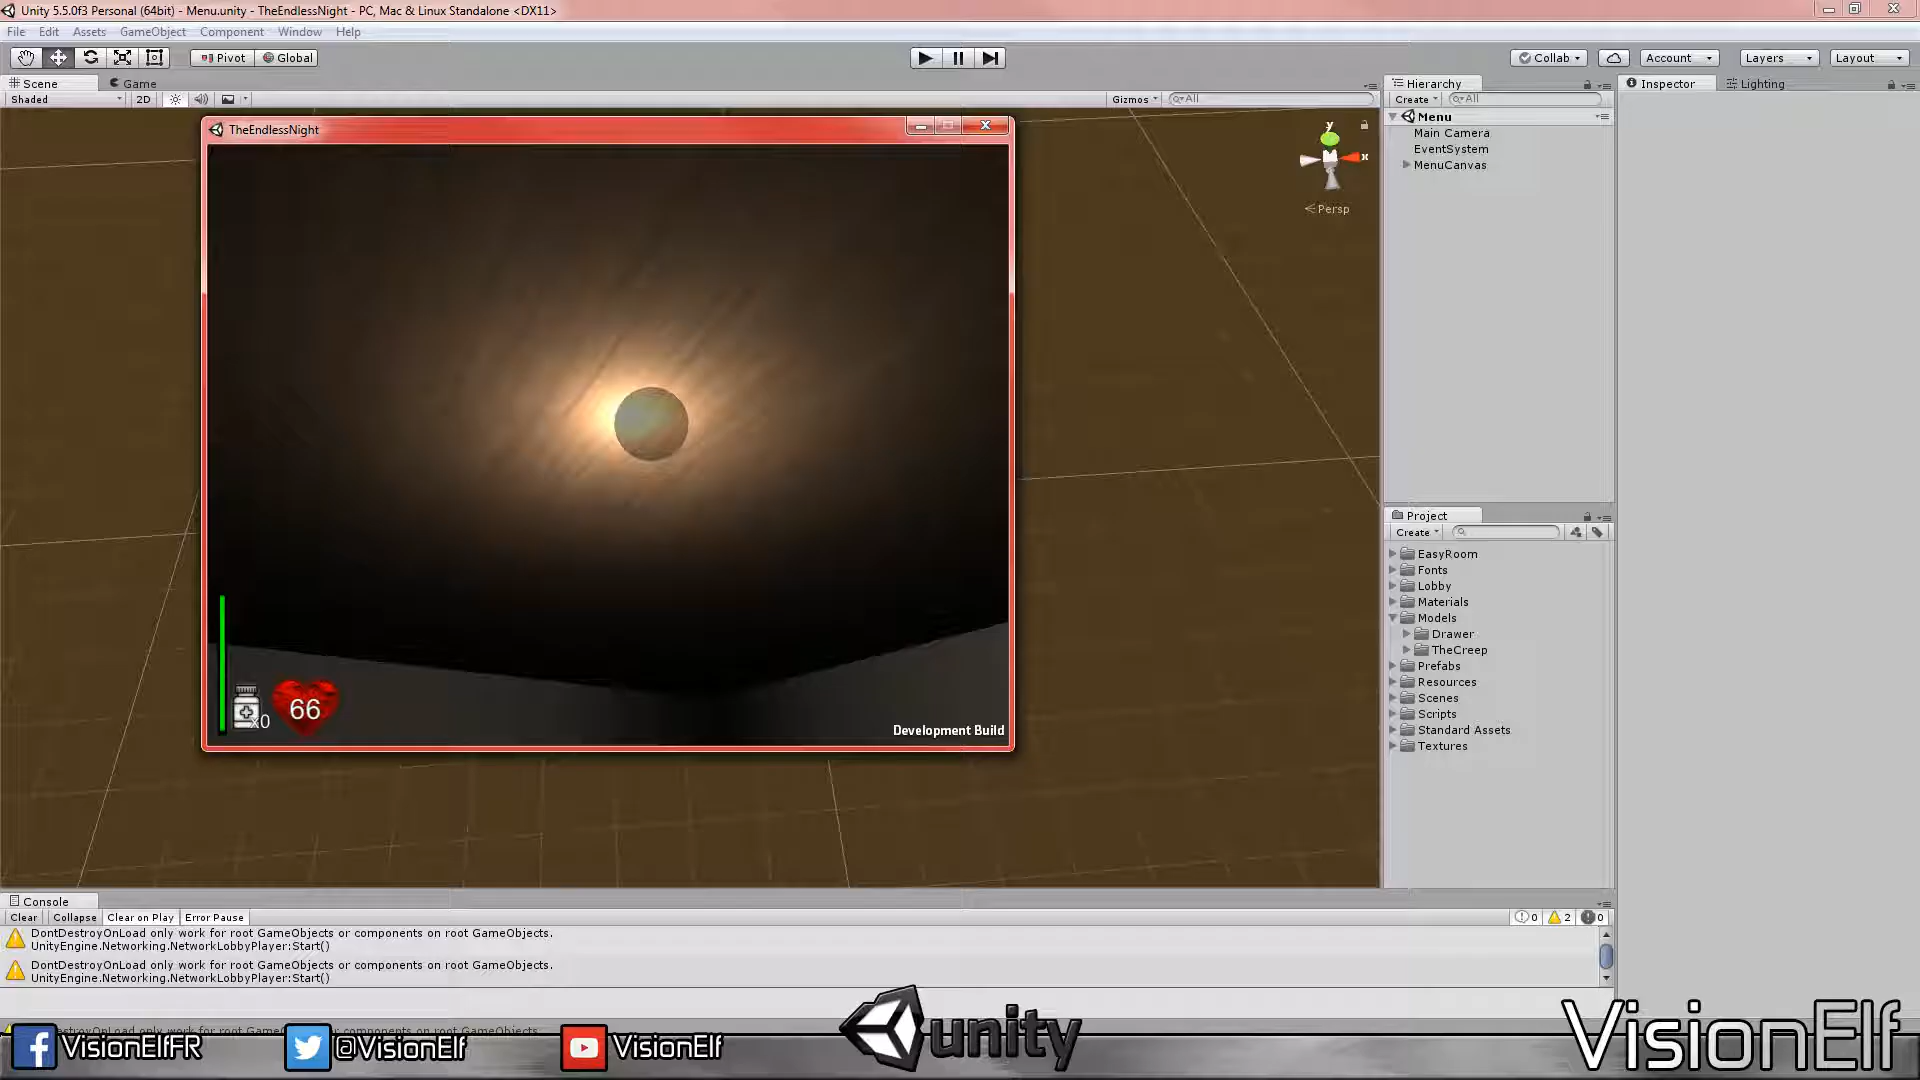 Unity 5.5.0f3 Personal (64bit) - Menu.unity - TheEndlessNight - PC, Mac & Linux Standalone <DX11>
File Edit Assets GameObject Component Window Help
Pivot Global Collab Account Layers Layout
Scene Game Hierarchy Inspector Lighting
Shaded 2D Gizmos All Create All
Menu
Main Camera
EventSystem
MenuCanvas
y
x
Persp
TheEndlessNight
66
x0
Development Build
Project
Create
EasyRoom
Fonts
Lobby
Materials
Models
Drawer
TheCreep
Prefabs
Resources
Scenes
Scripts
Standard Assets
Textures
Console
Clear Collapse Clear on Play Error Pause 0 2 0
DontDestroyOnLoad only work for root GameObjects or components on root GameObjects.
UnityEngine.Networking.NetworkLobbyPlayer:Start()
DontDestroyOnLoad only work for root GameObjects or components on root GameObjects.
UnityEngine.Networking.NetworkLobbyPlayer:Start()
VisionElfFR @VisionElf VisionElf unity VisionElf